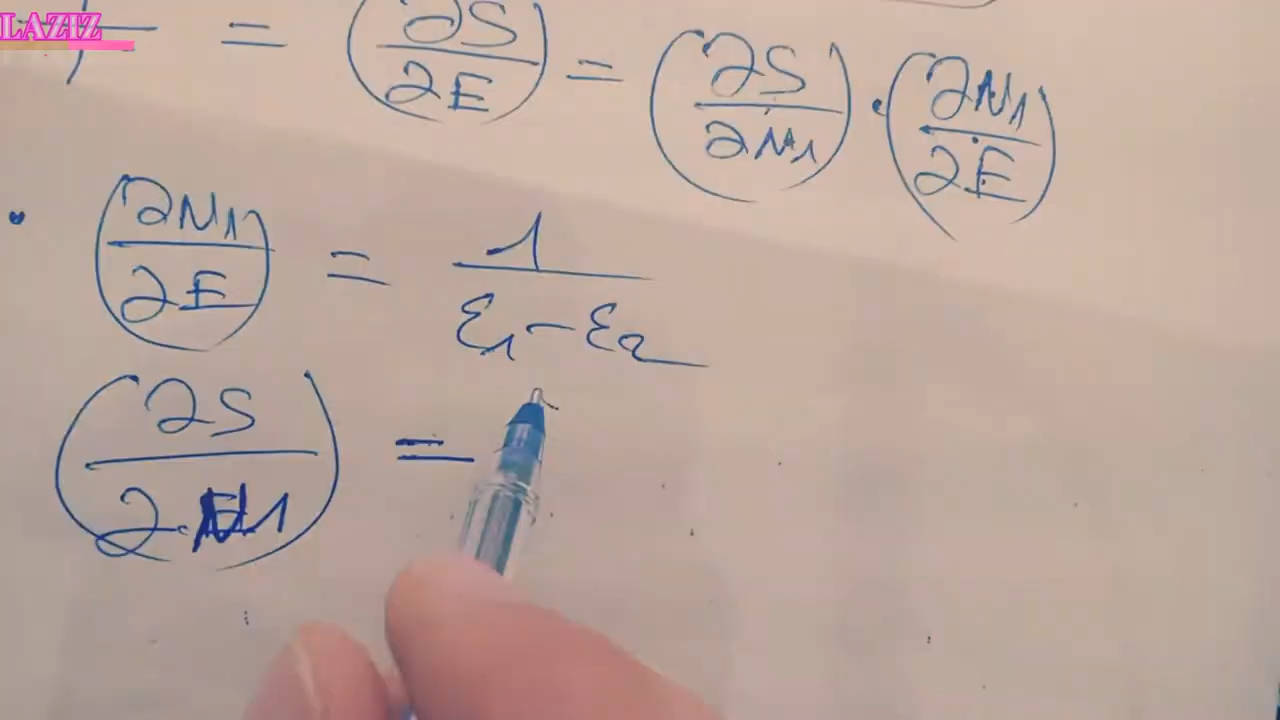 LAZIZ
= (∂S/∂E) = (∂S/∂N₁) · (∂N₁/∂E)
• (∂N₁/∂E) = 1/(ε₁-ε₂)
(∂S/∂N₁) =